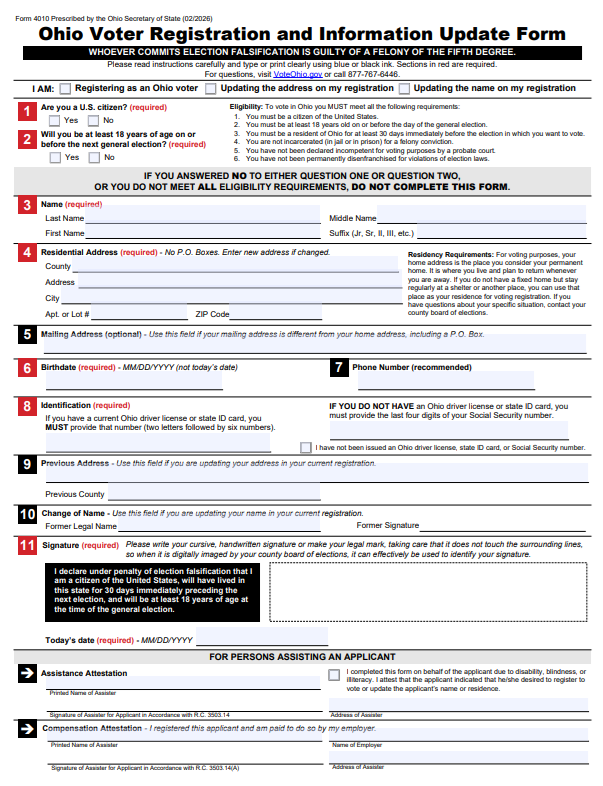 Form 4010 Prescribed by the Ohio Secretary of State (02/2026)
Ohio Voter Registration and Information Update Form
WHOEVER COMMITS ELECTION FALSIFICATION IS GUILTY OF A FELONY OF THE FIFTH DEGREE.
Please read instructions carefully and type or print clearly using blue or black ink. Sections in red are required.
For questions, visit VoteOhio.gov or call 877-767-6446.
I AM: Registering as an Ohio voter Updating the address on my registration Updating the name on my registration
1 Are you a U.S. citizen? (required)
Yes No
2 Will you be at least 18 years of age on or
before the next general election? (required)
Yes No
Eligibility: To vote in Ohio you MUST meet all the following requirements:
1. You must be a citizen of the United States.
2. You must be at least 18 years old on or before the day of the general election.
3. You must be a resident of Ohio for at least 30 days immediately before the election in which you want to vote.
4. You are not incarcerated (in jail or in prison) for a felony conviction.
5. You have not been declared incompetent for voting purposes by a probate court.
6. You have not been permanently disenfranchised for violations of election laws.
IF YOU ANSWERED NO TO EITHER QUESTION ONE OR QUESTION TWO,
OR YOU DO NOT MEET ALL ELIGIBILITY REQUIREMENTS, DO NOT COMPLETE THIS FORM.
3 Name (required)
Last Name Middle Name
First Name Suffix (Jr, Sr, II, III, etc.)
4 Residential Address (required) - No P.O. Boxes. Enter new address if changed.
County
Address
City
Apt. or Lot # ZIP Code
Residency Requirements: For voting purposes, your
home address is the place you consider your permanent
home. It is where you live and plan to return whenever
you are away. If you do not have a fixed home but stay
regularly at a shelter or another place, you can use that
place as your residence for voting registration. If you
have questions about your specific situation, contact your
county board of elections.
5 Mailing Address (optional) - Use this field if your mailing address is different from your home address, including a P.O. Box.
6 Birthdate (required) - MM/DD/YYYY (not today's date)
7 Phone Number (recommended)
8 Identification (required)
If you have a current Ohio driver license or state ID card, you
MUST provide that number (two letters followed by six numbers).
IF YOU DO NOT HAVE an Ohio driver license or state ID card, you
must provide the last four digits of your Social Security number.
I have not been issued an Ohio driver license, state ID card, or Social Security number.
9 Previous Address - Use this field if you are updating your address in your current registration.
Previous County
10 Change of Name - Use this field if you are updating your name in your current registration.
Former Legal Name Former Signature
11 Signature (required) Please write your cursive, handwritten signature or make your legal mark, taking care that it does not touch the surrounding lines,
so when it is digitally imaged by your county board of elections, it can effectively be used to identify your signature.
I declare under penalty of election falsification that I
am a citizen of the United States, will have lived in
this state for 30 days immediately preceding the
next election, and will be at least 18 years of age at
the time of the general election.
Today's date (required) - MM/DD/YYYY
FOR PERSONS ASSISTING AN APPLICANT
Assistance Attestation
Printed Name of Assister
I completed this form on behalf of the applicant due to disability, blindness, or
illiteracy. I attest that the applicant indicated that he/she desired to register to
vote or update the applicant's name or residence.
Signature of Assister for Applicant in Accordance with R.C. 3503.14 Address of Assister
Compensation Attestation - I registered this applicant and am paid to do so by my employer.
Printed Name of Assister Name of Employer
Signature of Assister for Applicant in Accordance with R.C. 3503.14(A) Address of Assister